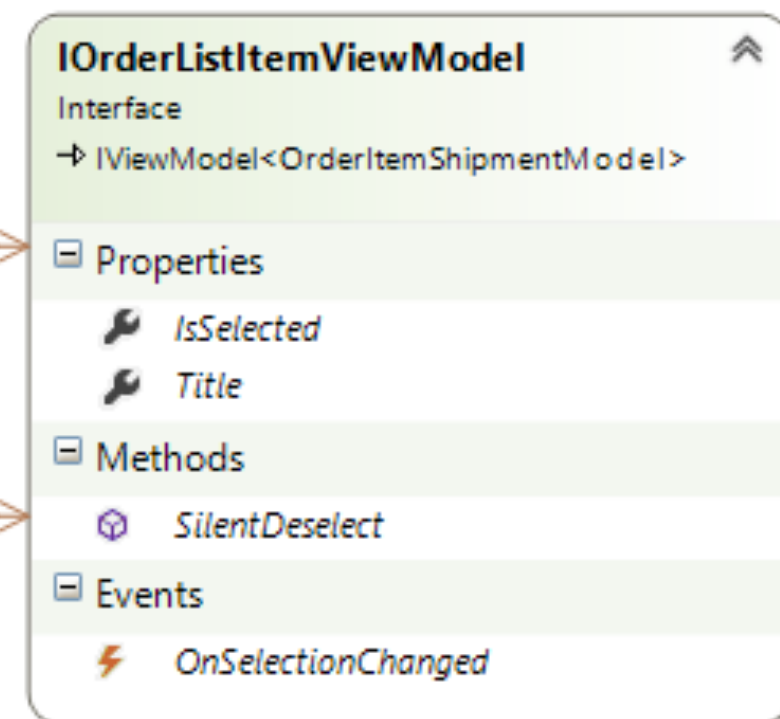 IOrderListItemViewModel
Interface
IViewModel<OrderItemShipmentModel>
Properties
IsSelected
Title
Methods
SilentDeselect
Events
OnSelectionChanged